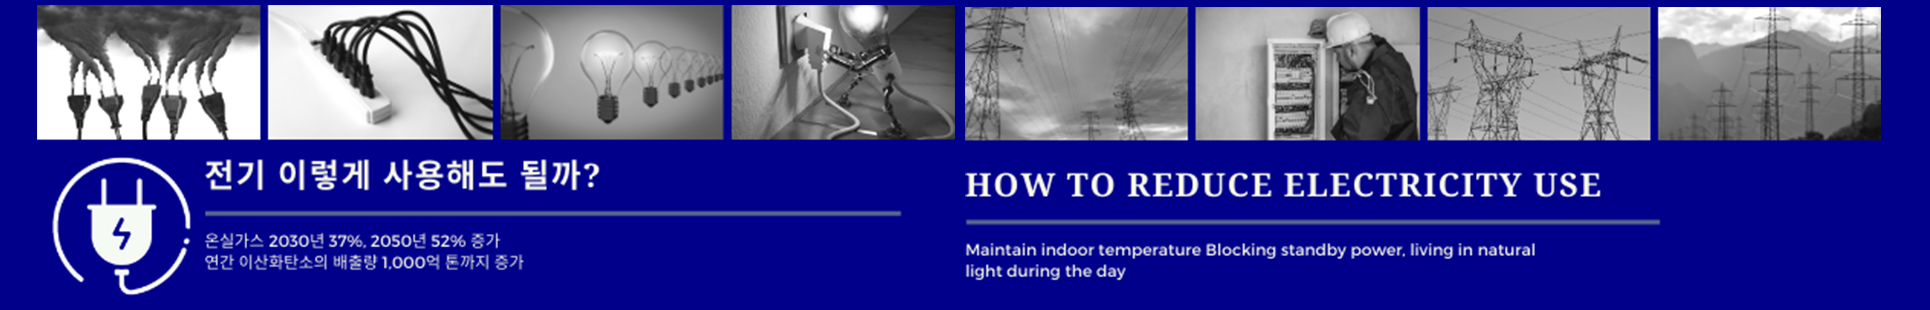 전기 이렇게 사용해도 될까?
온실가스 2030년 37%, 2050년 52% 증가
연간 이산화탄소의 배출량 1,000억 톤까지 증가
HOW TO REDUCE ELECTRICITY USE
Maintain indoor temperature Blocking standby power, living in natural
light during the day